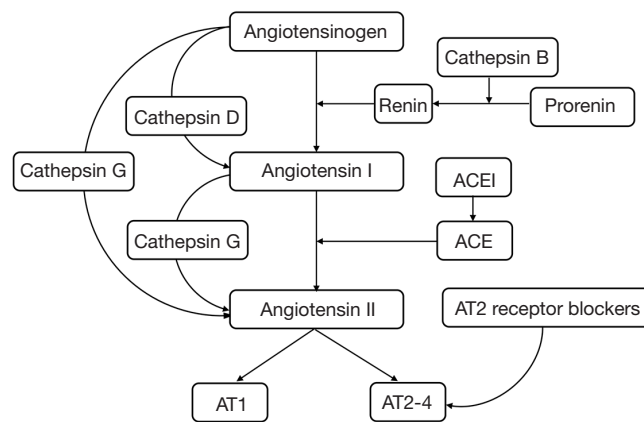 Angiotensinogen
Cathepsin B
Cathepsin D
Renin
Prorenin
Cathepsin G
Angiotensin I
ACEI
Cathepsin G
ACE
Angiotensin II
AT2 receptor blockers
AT1
AT2-4